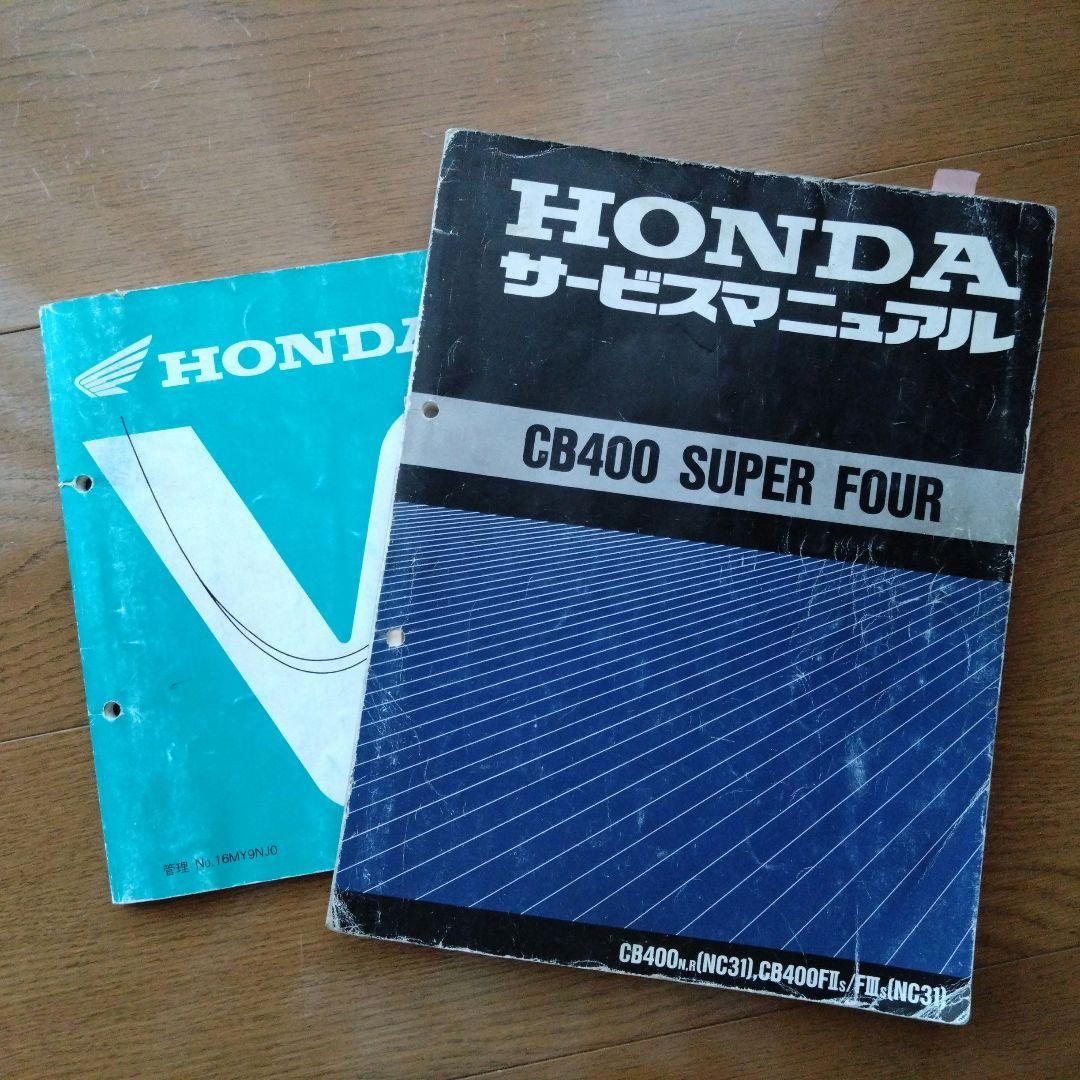 HONDA
サービスマニュアル
CB400 SUPER FOUR
CB400N.R(NC31),CB400FⅡS/FⅢS(NC31)
HONDA
V
管理 No.16MY9NJ0